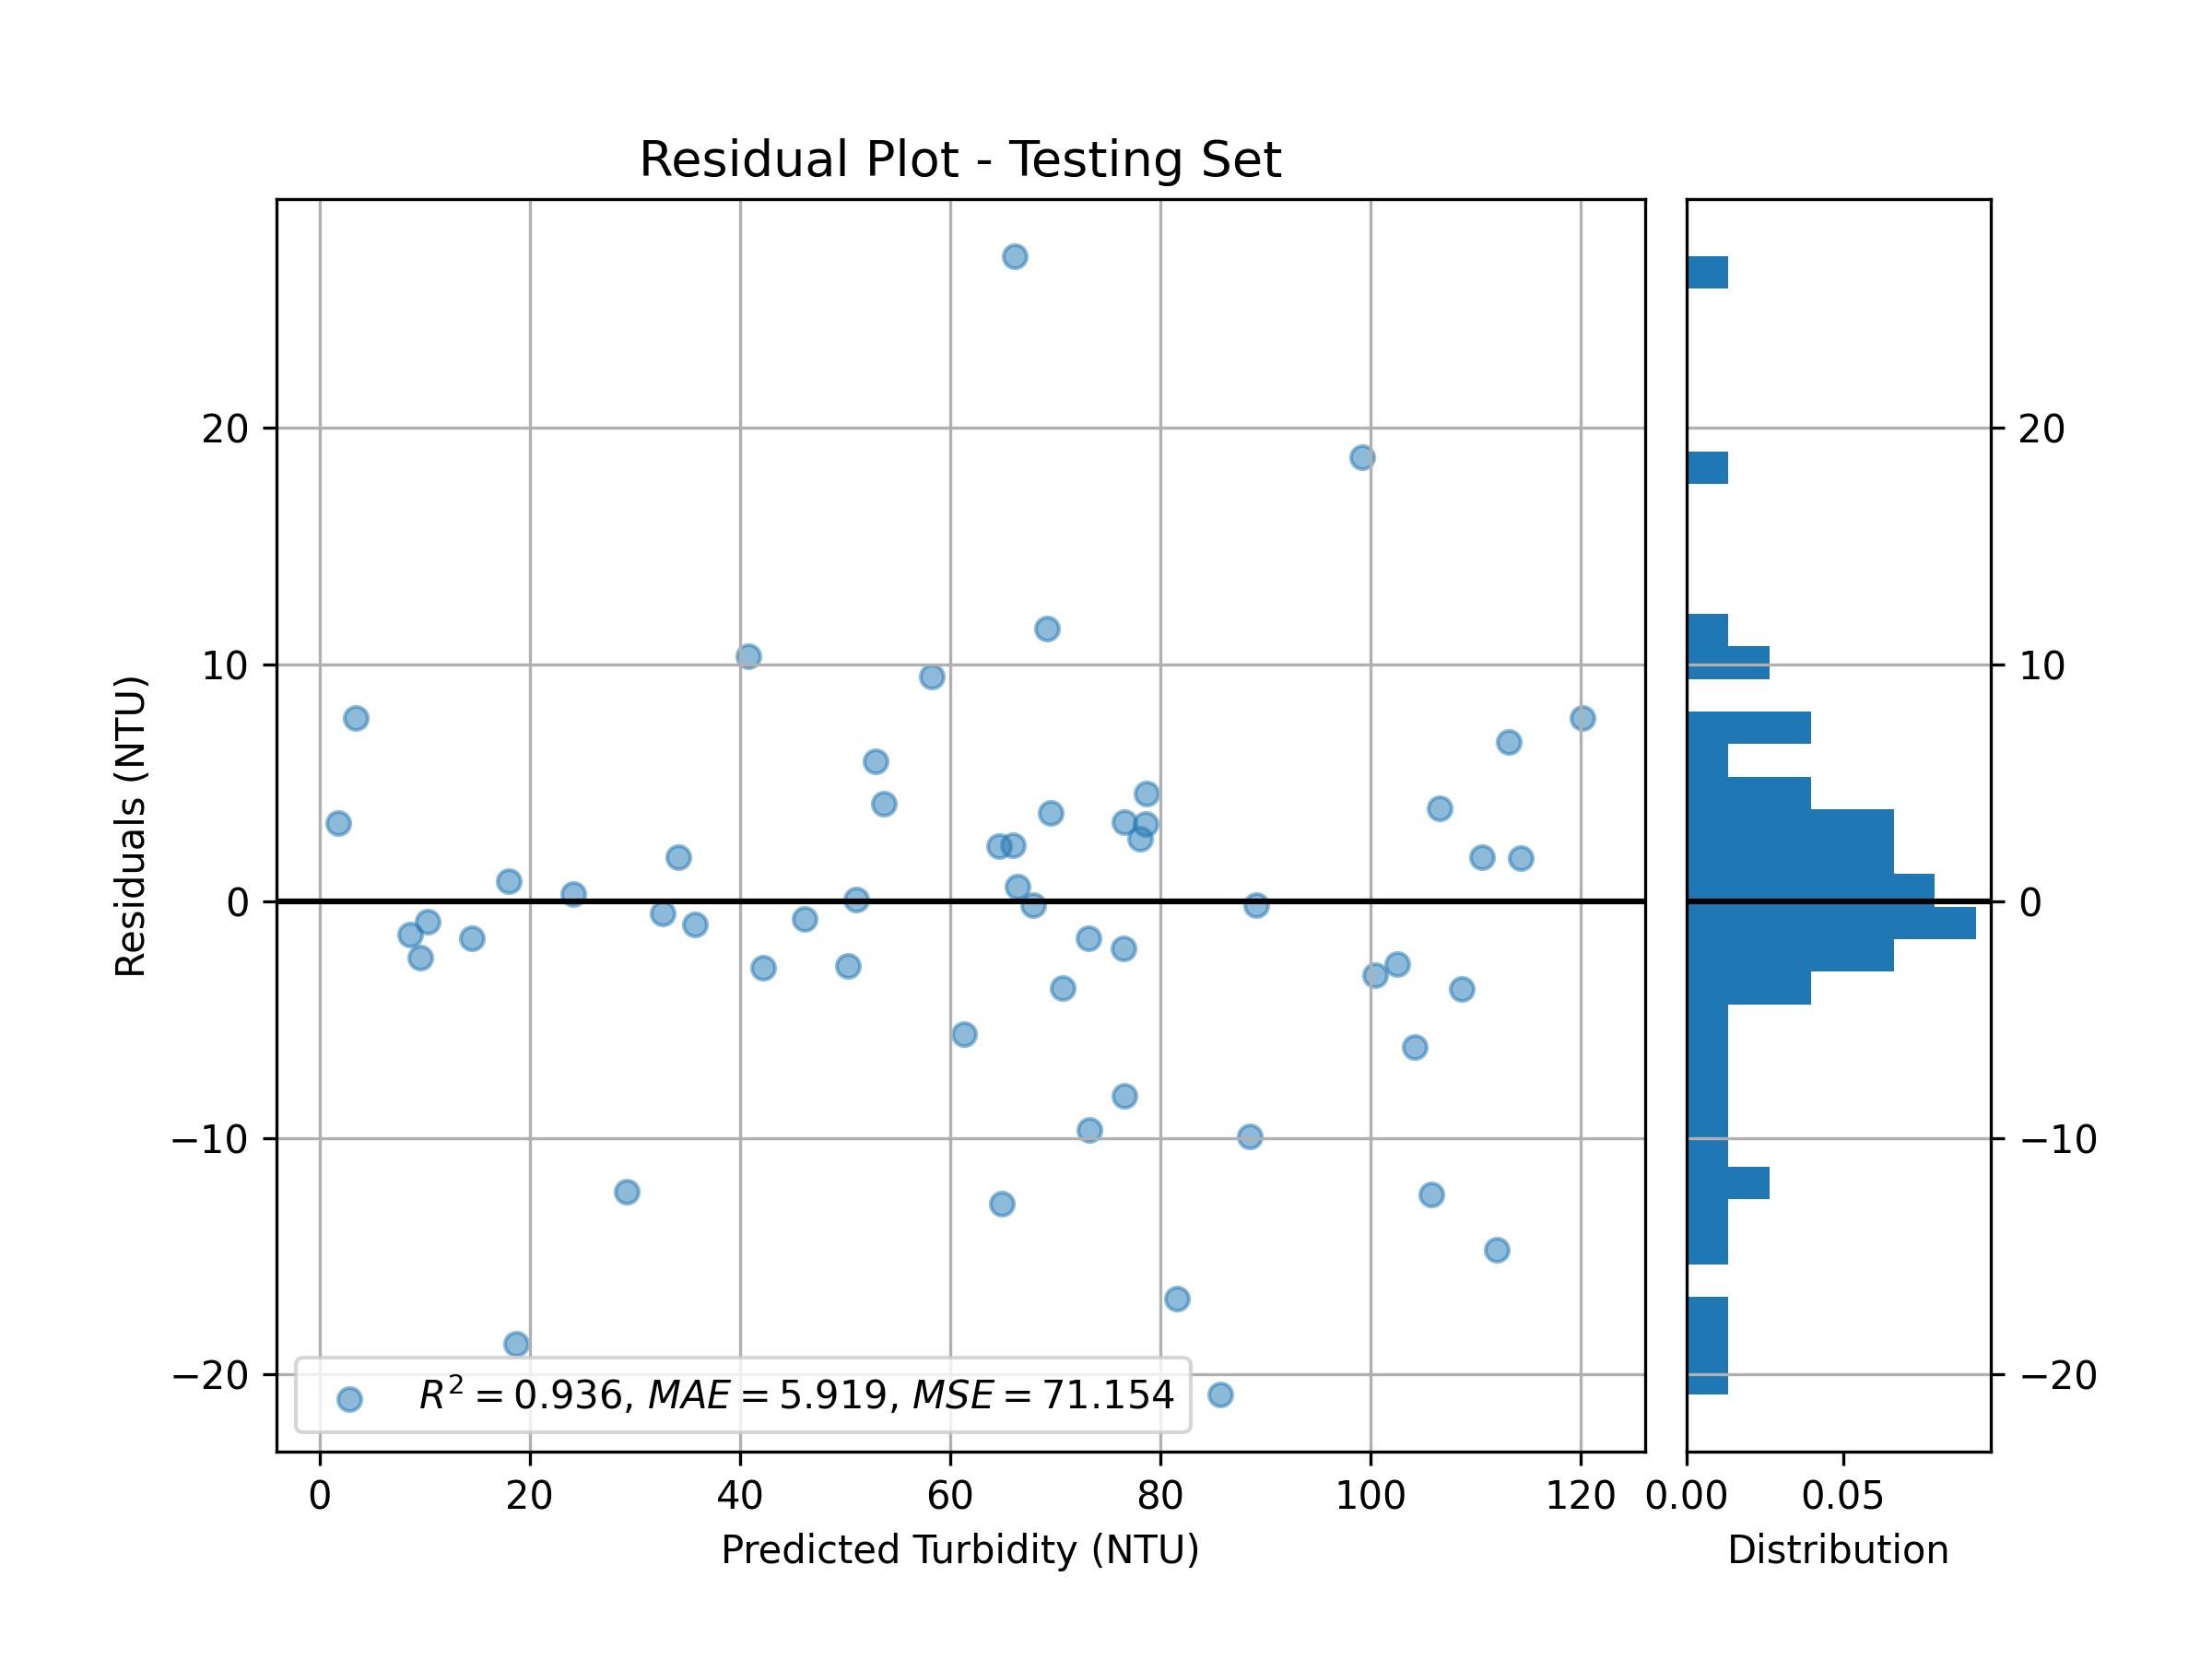 Residual Plot - Testing Set
Residuals (NTU)
20
10
0
−10
−20
R² = 0.936, MAE = 5.919, MSE = 71.154
0 20 40 60 80 100 120
Predicted Turbidity (NTU)
20
10
0
−10
−20
0.00 0.05
Distribution